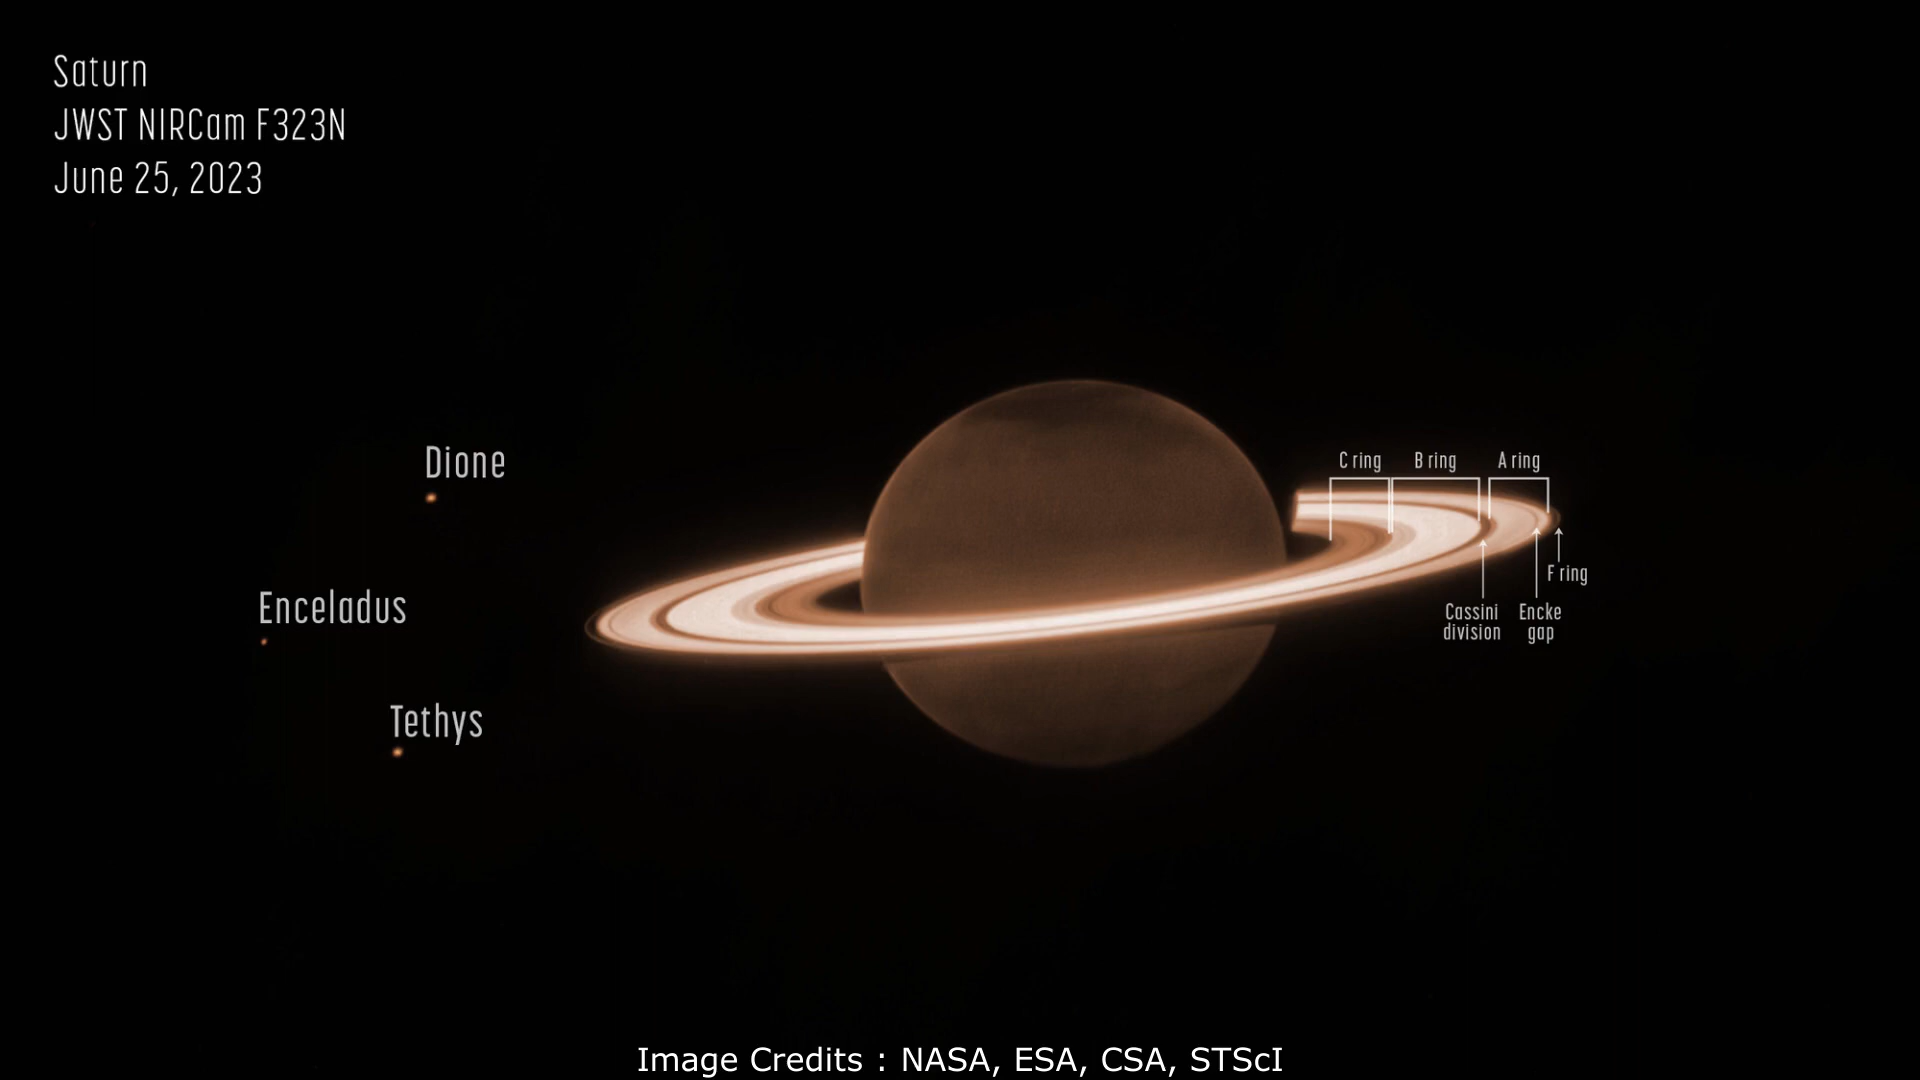 Saturn
JWST NIRCam F323N
June 25, 2023
Dione
Enceladus
Tethys
C ring
B ring
A ring
F ring
Cassini
division
Encke
gap
Image Credits : NASA, ESA, CSA, STScI